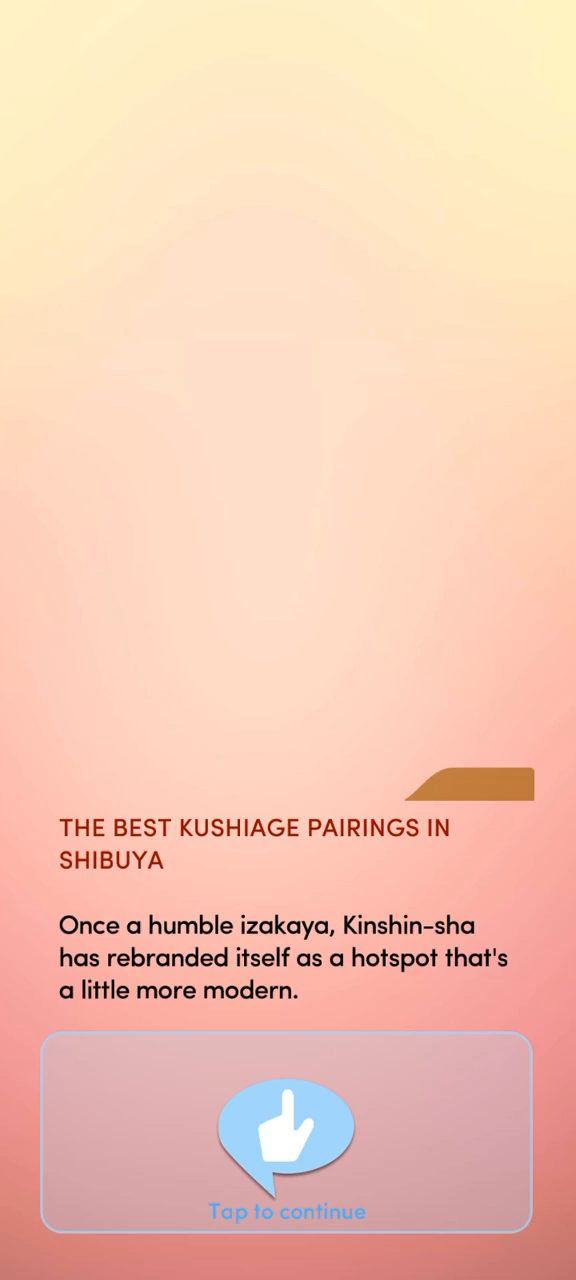 THE BEST KUSHIAGE PAIRINGS IN
SHIBUYA
Once a humble izakaya, Kinshin-sha
has rebranded itself as a hotspot that's
a little more modern.
Tap to continue